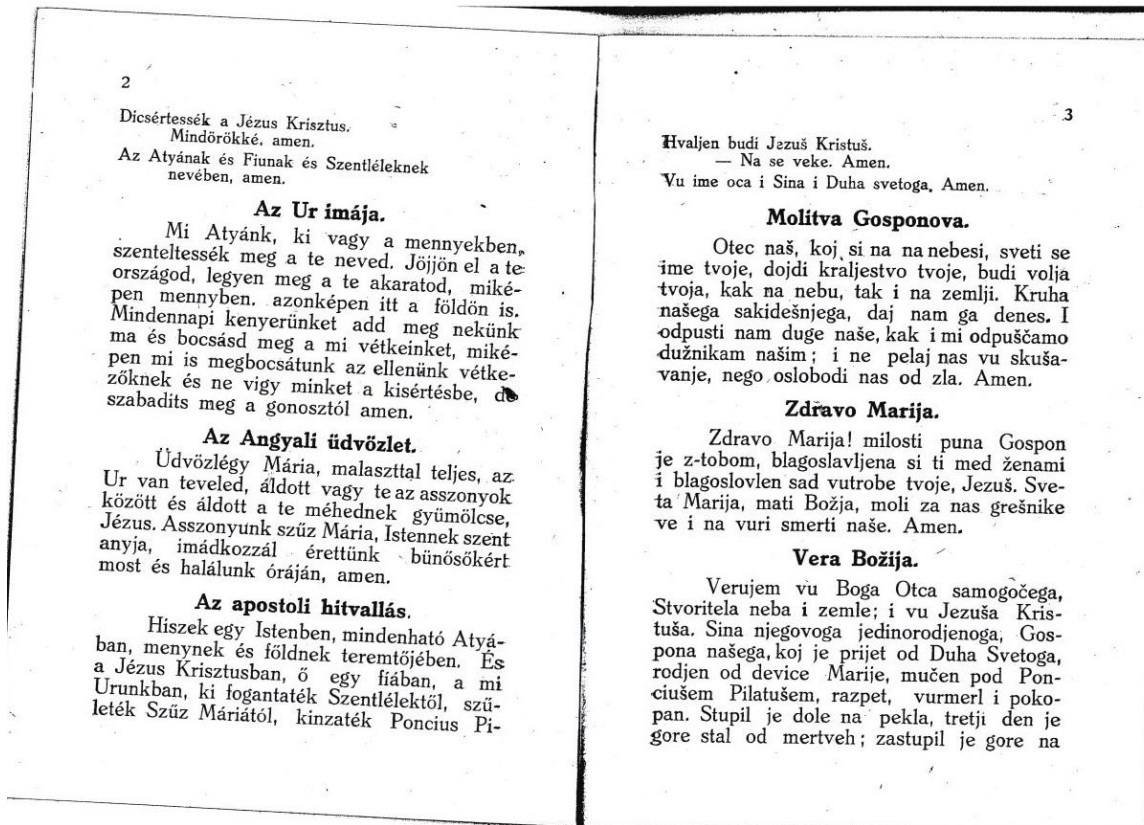 2
Dicsértessék a Jézus Krisztus.
Mindörökké. amen.
Az Atyának és Fiunak és Szentléleknek
nevében, amen.
Az Ur imája.
Mi Atyánk, ki vagy a mennyekben,
szenteltessék meg a te neved. Jöjjön el a te
országod, legyen meg a te akaratod, miké-
pen mennyben. azonképen itt a földön is.
Mindennapi kenyerünket add meg nekünk
ma és bocsásd meg a mi vétkeinket, miké-
pen mi is megbocsátunk az ellenünk vétke-
zőknek és ne vigy minket a kisértésbe, de
szabadits meg a gonosztól amen.
Az Angyali üdvözlet.
Üdvözlégy Mária, malaszttal teljes, az
Ur van teveled, áldott vagy te az asszonyok
között és áldott a te méhednek gyümölcse,
Jézus. Asszonyunk szűz Mária, Istennek szent
anyja, imádkozzál érettünk bünösökért
most és halálunk óráján, amen.
Az apostoli hitvallás.
Hiszek egy Istenben, mindenható Atyá-
ban, menynek és földnek teremtőjében. És
a Jézus Krisztusban, ő egy fiában, a mi
Urunkban, ki fogantaték Szentlélektől, szű-
leték Szűz Máriától, kinzaték Poncius Pi-
3
Hvaljen budi Jezuš Kristuš.
— Na se veke. Amen.
Vu ime oca i Sina i Duha svetoga. Amen.
Molitva Gosponova.
Otec naš, koj si na na nebesi, sveti se
ime tvoje, dojdi kraljestvo tvoje, budi volja
tvoja, kak na nebu, tak i na zemlji. Kruha
našega sakidešnjega, daj nam ga denes. I
odpusti nam duge naše, kak i mi odpuščamo
dužnikam našim; i ne pelaj nas vu skuša-
vanje, nego oslobodi nas od zla. Amen.
Zdravo Marija.
Zdravo Marija! milosti puna Gospon
je z-tobom, blagoslavljena si ti med ženami
i blagoslovlen sad vutrobe tvoje, Jezuš. Sve-
ta Marija, mati Božja, moli za nas grešnike
ve i na vuri smerti naše. Amen.
Vera Božija.
Verujem vu Boga Otca samogočega,
Stvoritela neba i zemle; i vu Jezuša Kris-
tuša. Sina njegovoga jedinorodjenoga, Gos-
pona našega, koj je prijet od Duha Svetoga,
rodjen od device Marije, mučen pod Pon-
ciušem Pilatušem, razpet, vurmerl i poko-
pan. Stupil je dole na pekla, tretji den je
gore stal od mertveh; zastupil je gore na